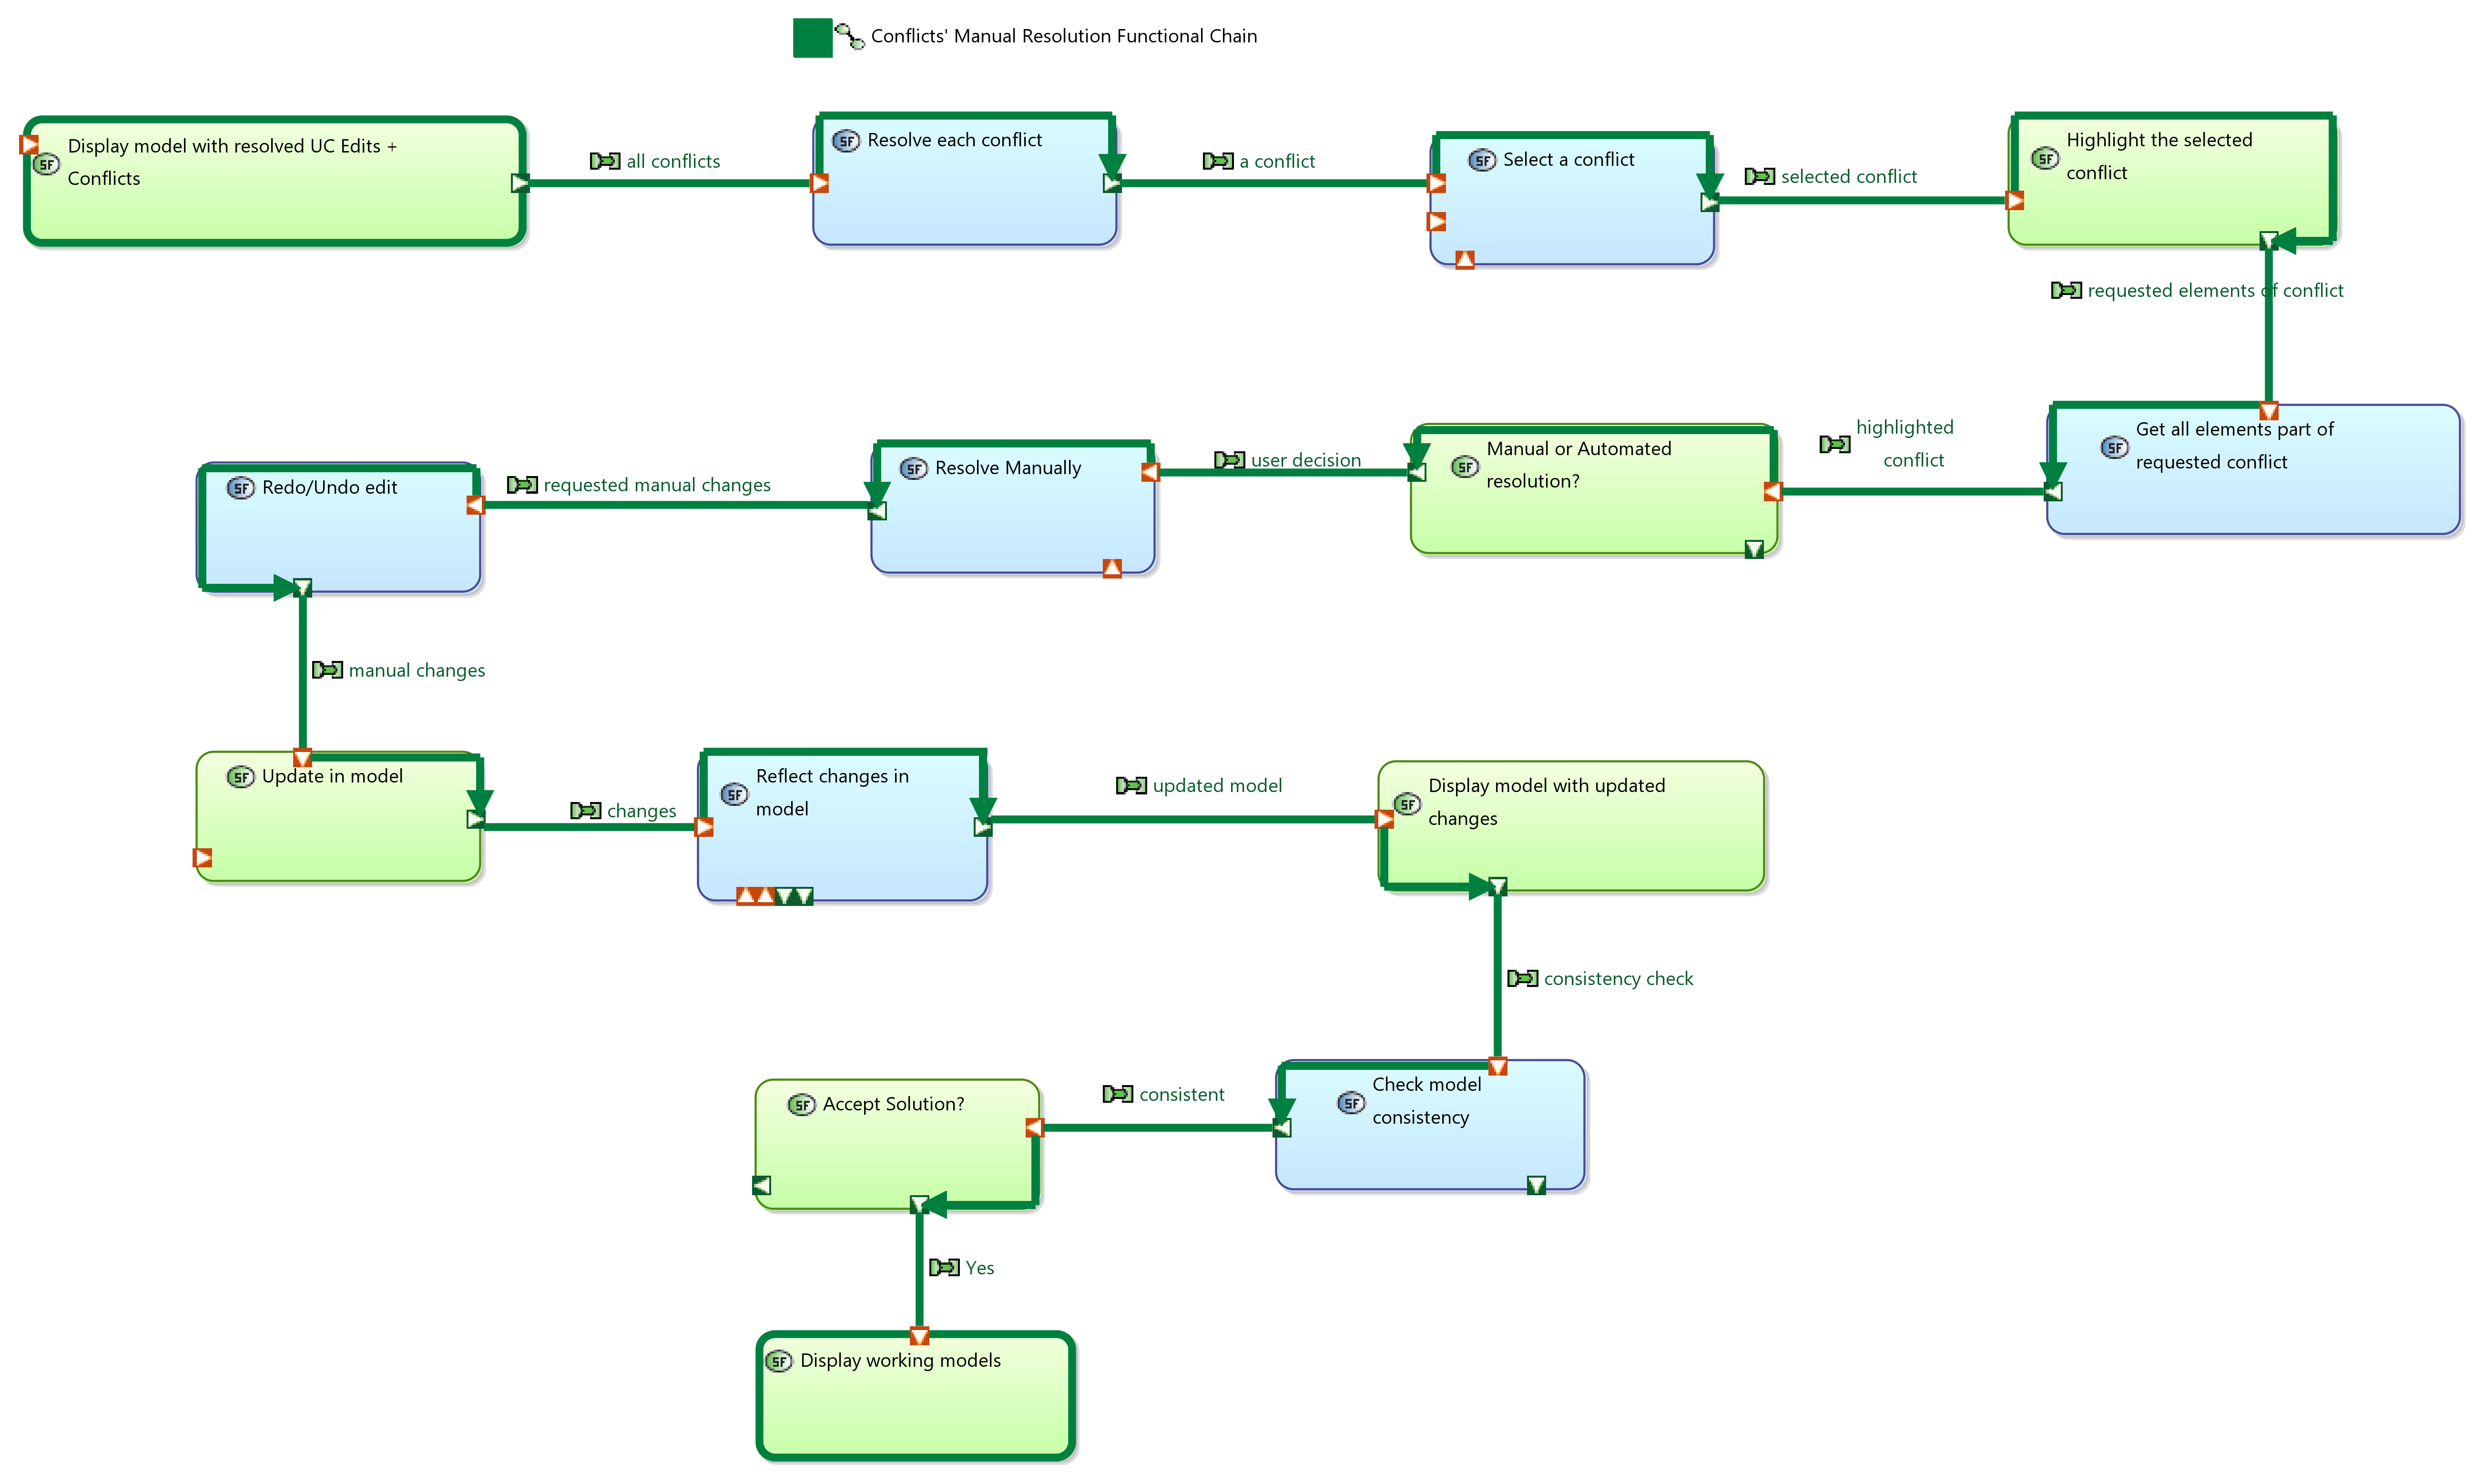 Conflicts' Manual Resolution Functional Chain
SF Display model with resolved UC Edits +
Conflicts
all conflicts
SF Resolve each conflict
a conflict
SF Select a conflict
selected conflict
SF Highlight the selected
conflict
requested elements of conflict
SF Redo/Undo edit
requested manual changes
SF Resolve Manually
user decision
SF Manual or Automated
resolution?
highlighted
conflict
SF Get all elements part of
requested conflict
manual changes
SF Update in model
changes
SF Reflect changes in
model
updated model
SF Display model with updated
changes
consistency check
SF Accept Solution?
consistent
SF Check model
consistency
Yes
SF Display working models